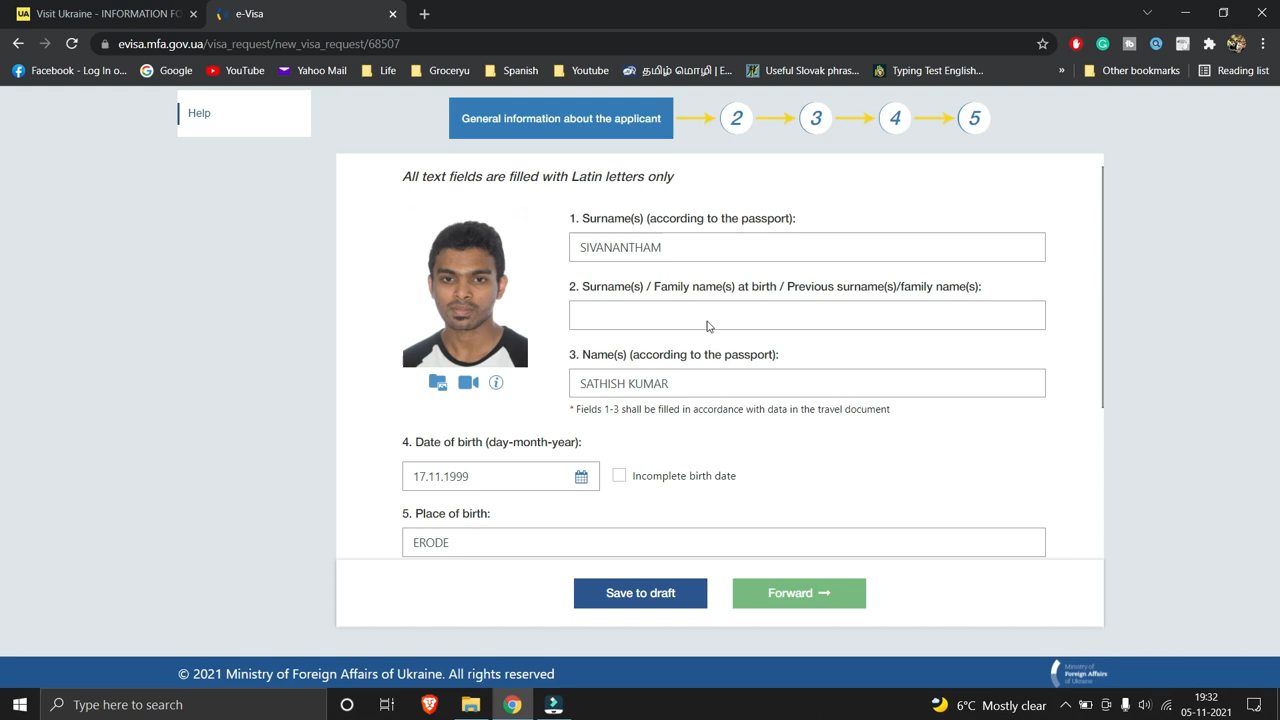 Visit Ukraine - INFORMATION FO
e-Visa
evisa.mfa.gov.ua/visa_request/new_visa_request/68507
Facebook - Log In o...
Google
YouTube
Yahoo Mail
Life
Groceryu
Spanish
Youtube
தமிழ் மொழி | E...
Useful Slovak phras...
Typing Test English...
»
Other bookmarks
Reading list
Help
General information about the applicant
2
3
4
5
All text fields are filled with Latin letters only
1. Surname(s) (according to the passport):
SIVANANTHAM
2. Surname(s) / Family name(s) at birth / Previous surname(s)/family name(s):
3. Name(s) (according to the passport):
SATHISH KUMAR
* Fields 1-3 shall be filled in accordance with data in the travel document
4. Date of birth (day-month-year):
17.11.1999
Incomplete birth date
5. Place of birth:
ERODE
Save to draft
Forward →
© 2021 Ministry of Foreign Affairs of Ukraine. All rights reserved
Ministry of
Foreign Affairs
of Ukraine
Type here to search
6°C Mostly clear
19:32
05-11-2021